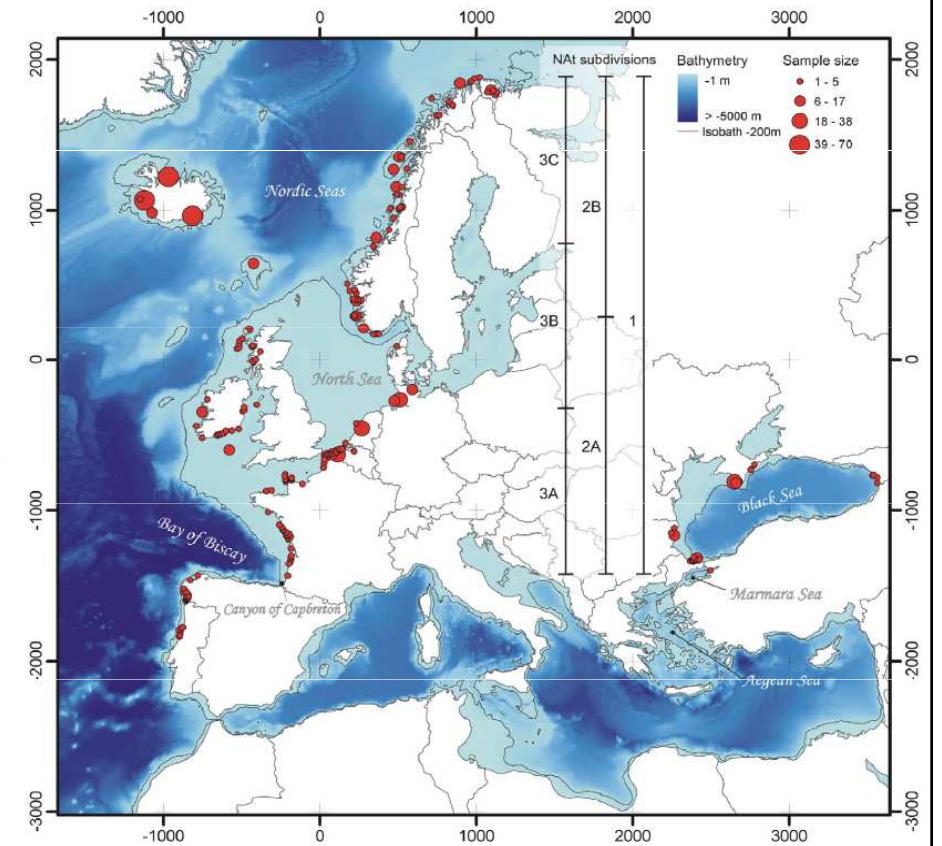 -1000 0 1000 2000 3000
NAt subdivisions
Bathymetry
-1 m
> -5000 m
Isobath -200m
Sample size
1 - 5
6 - 17
18 - 38
39 - 70
2000
1000
0
-1000
-2000
-3000
3C
2B
3B
1
2A
3A
Nordic Seas
North Sea
Bay of Biscay
Canyon of Capbreton
Black Sea
Marmara Sea
Aegean Sea
2000
1000
0
-1000
-2000
-3000
-1000 0 1000 2000 3000